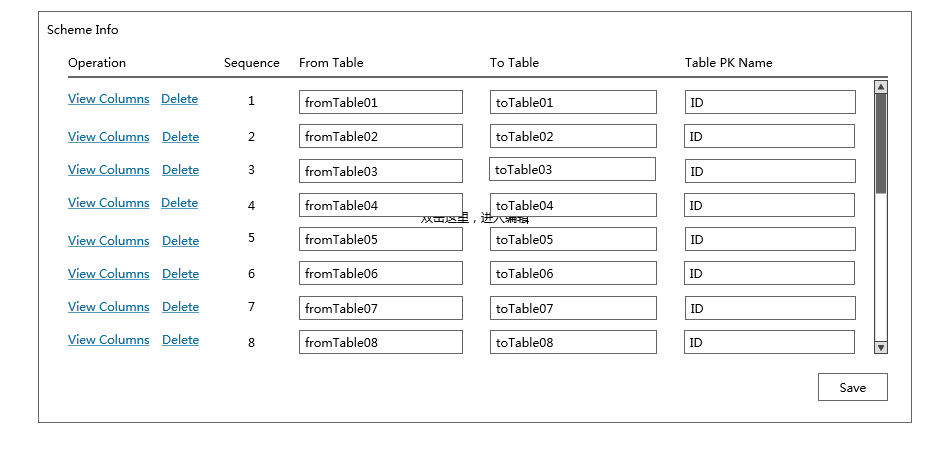 Scheme Info
Operation Sequence From Table To Table Table PK Name
View Columns Delete 1 fromTable01 toTable01 ID
View Columns Delete 2 fromTable02 toTable02 ID
View Columns Delete 3 fromTable03 toTable03 ID
View Columns Delete 4 fromTable04 toTable04 ID
双击这里，进入编辑
View Columns Delete 5 fromTable05 toTable05 ID
View Columns Delete 6 fromTable06 toTable06 ID
View Columns Delete 7 fromTable07 toTable07 ID
View Columns Delete 8 fromTable08 toTable08 ID
Save